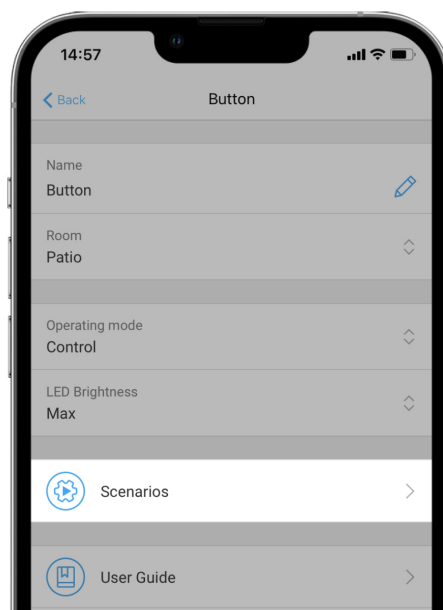 14:57
Back
Button
Name
Button
Room
Patio
Operating mode
Control
LED Brightness
Max
Scenarios
User Guide